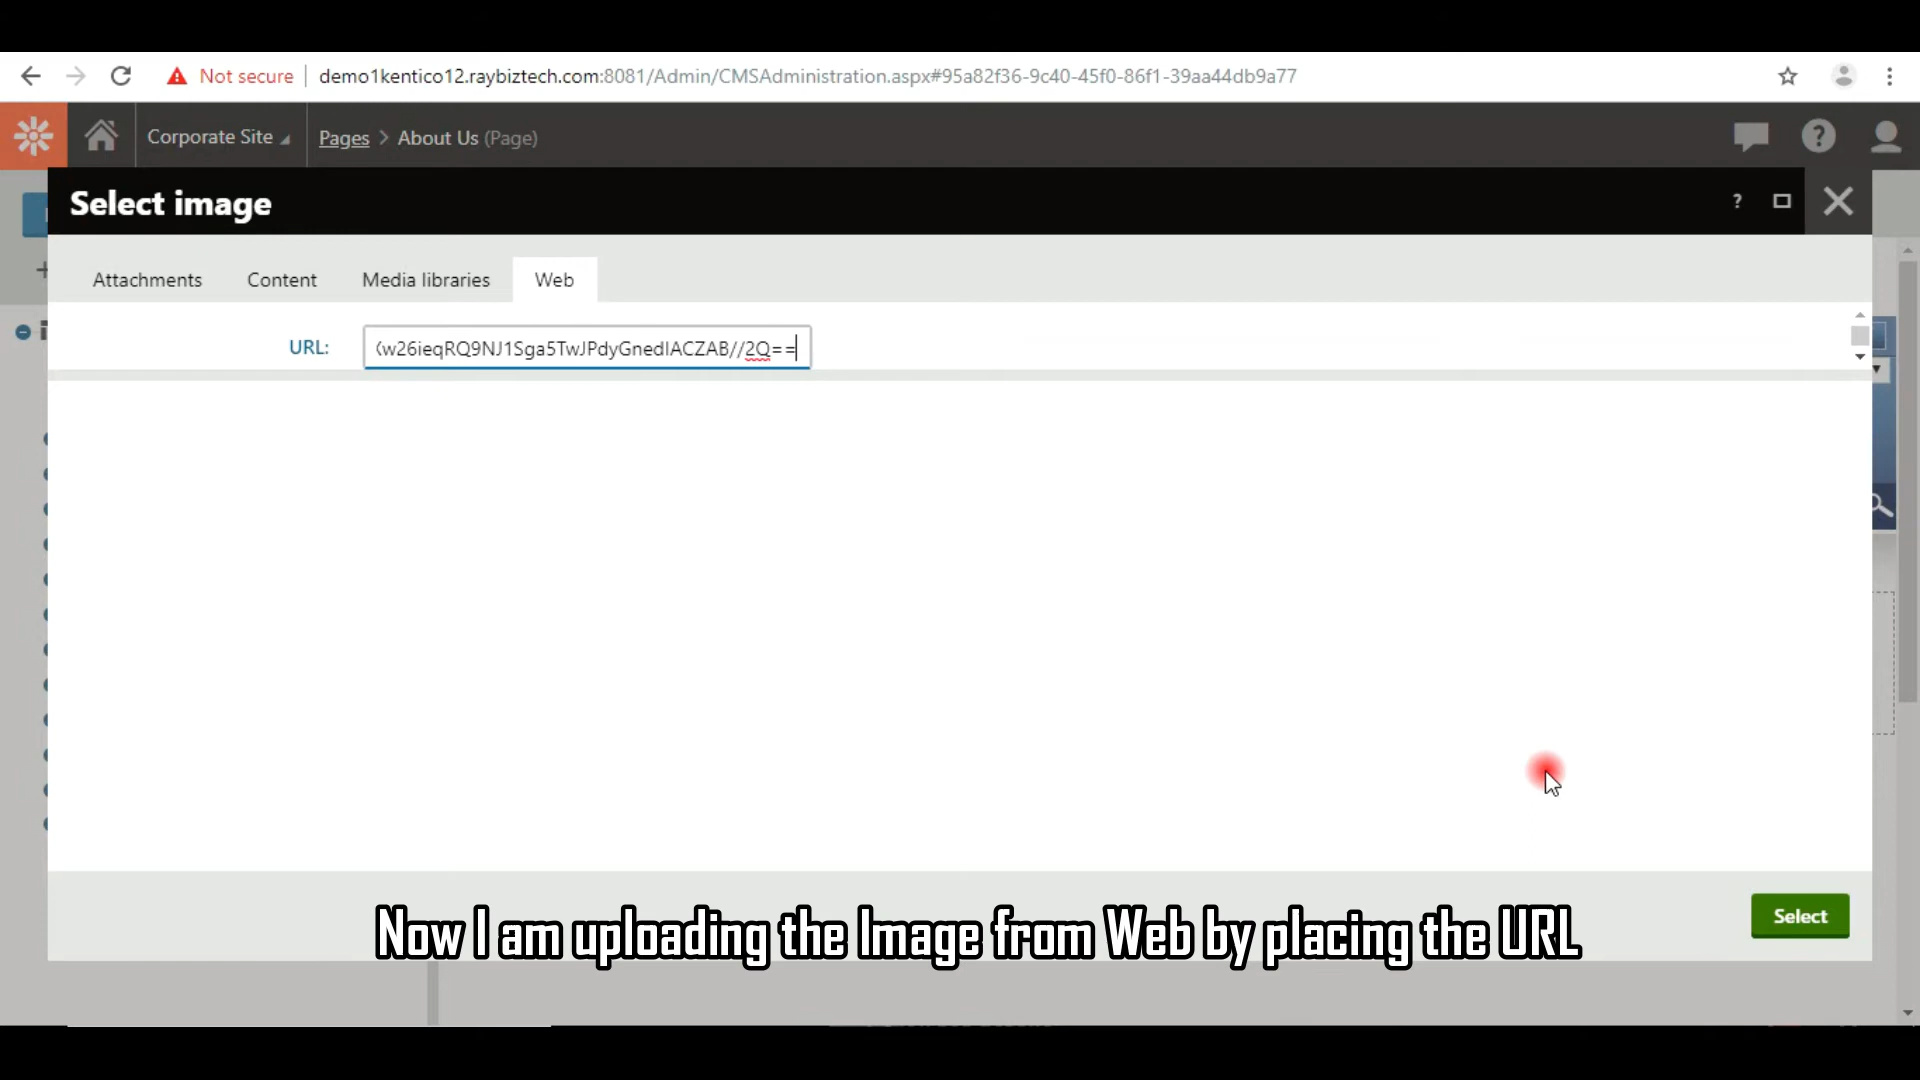 Not secure
demo1kentico12.raybiztech.com:8081/Admin/CMSAdministration.aspx#95a82f36-9c40-45f0-86f1-39aa44db9a77
Corporate Site
Pages > About Us (Page)
Select image
?
Attachments
Content
Media libraries
Web
URL:
(w26ieqRQ9NJ1Sga5TwJPdyGnedIACZAB//2Q==
Select
Now I am uploading the Image from Web by placing the URL